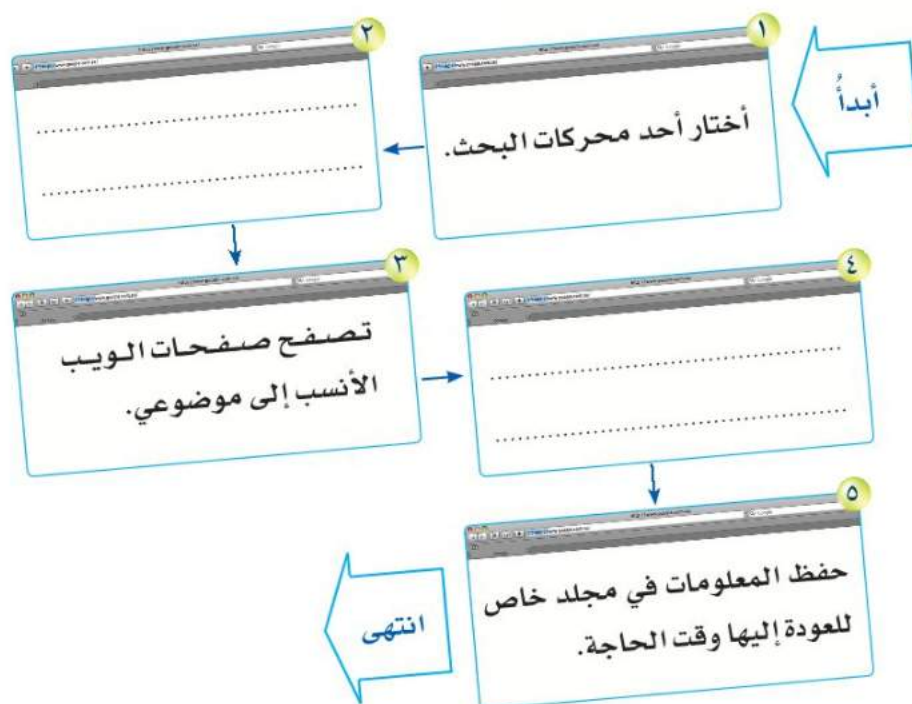 أبدأُ
١
أختار أحد محركات البحث.
٢
٣
تصفح صفحات الويب
الأنسب إلى موضوعي.
٤
٥
حفظ المعلومات في مجلد خاص
للعودة إليها وقت الحاجة.
انتهى